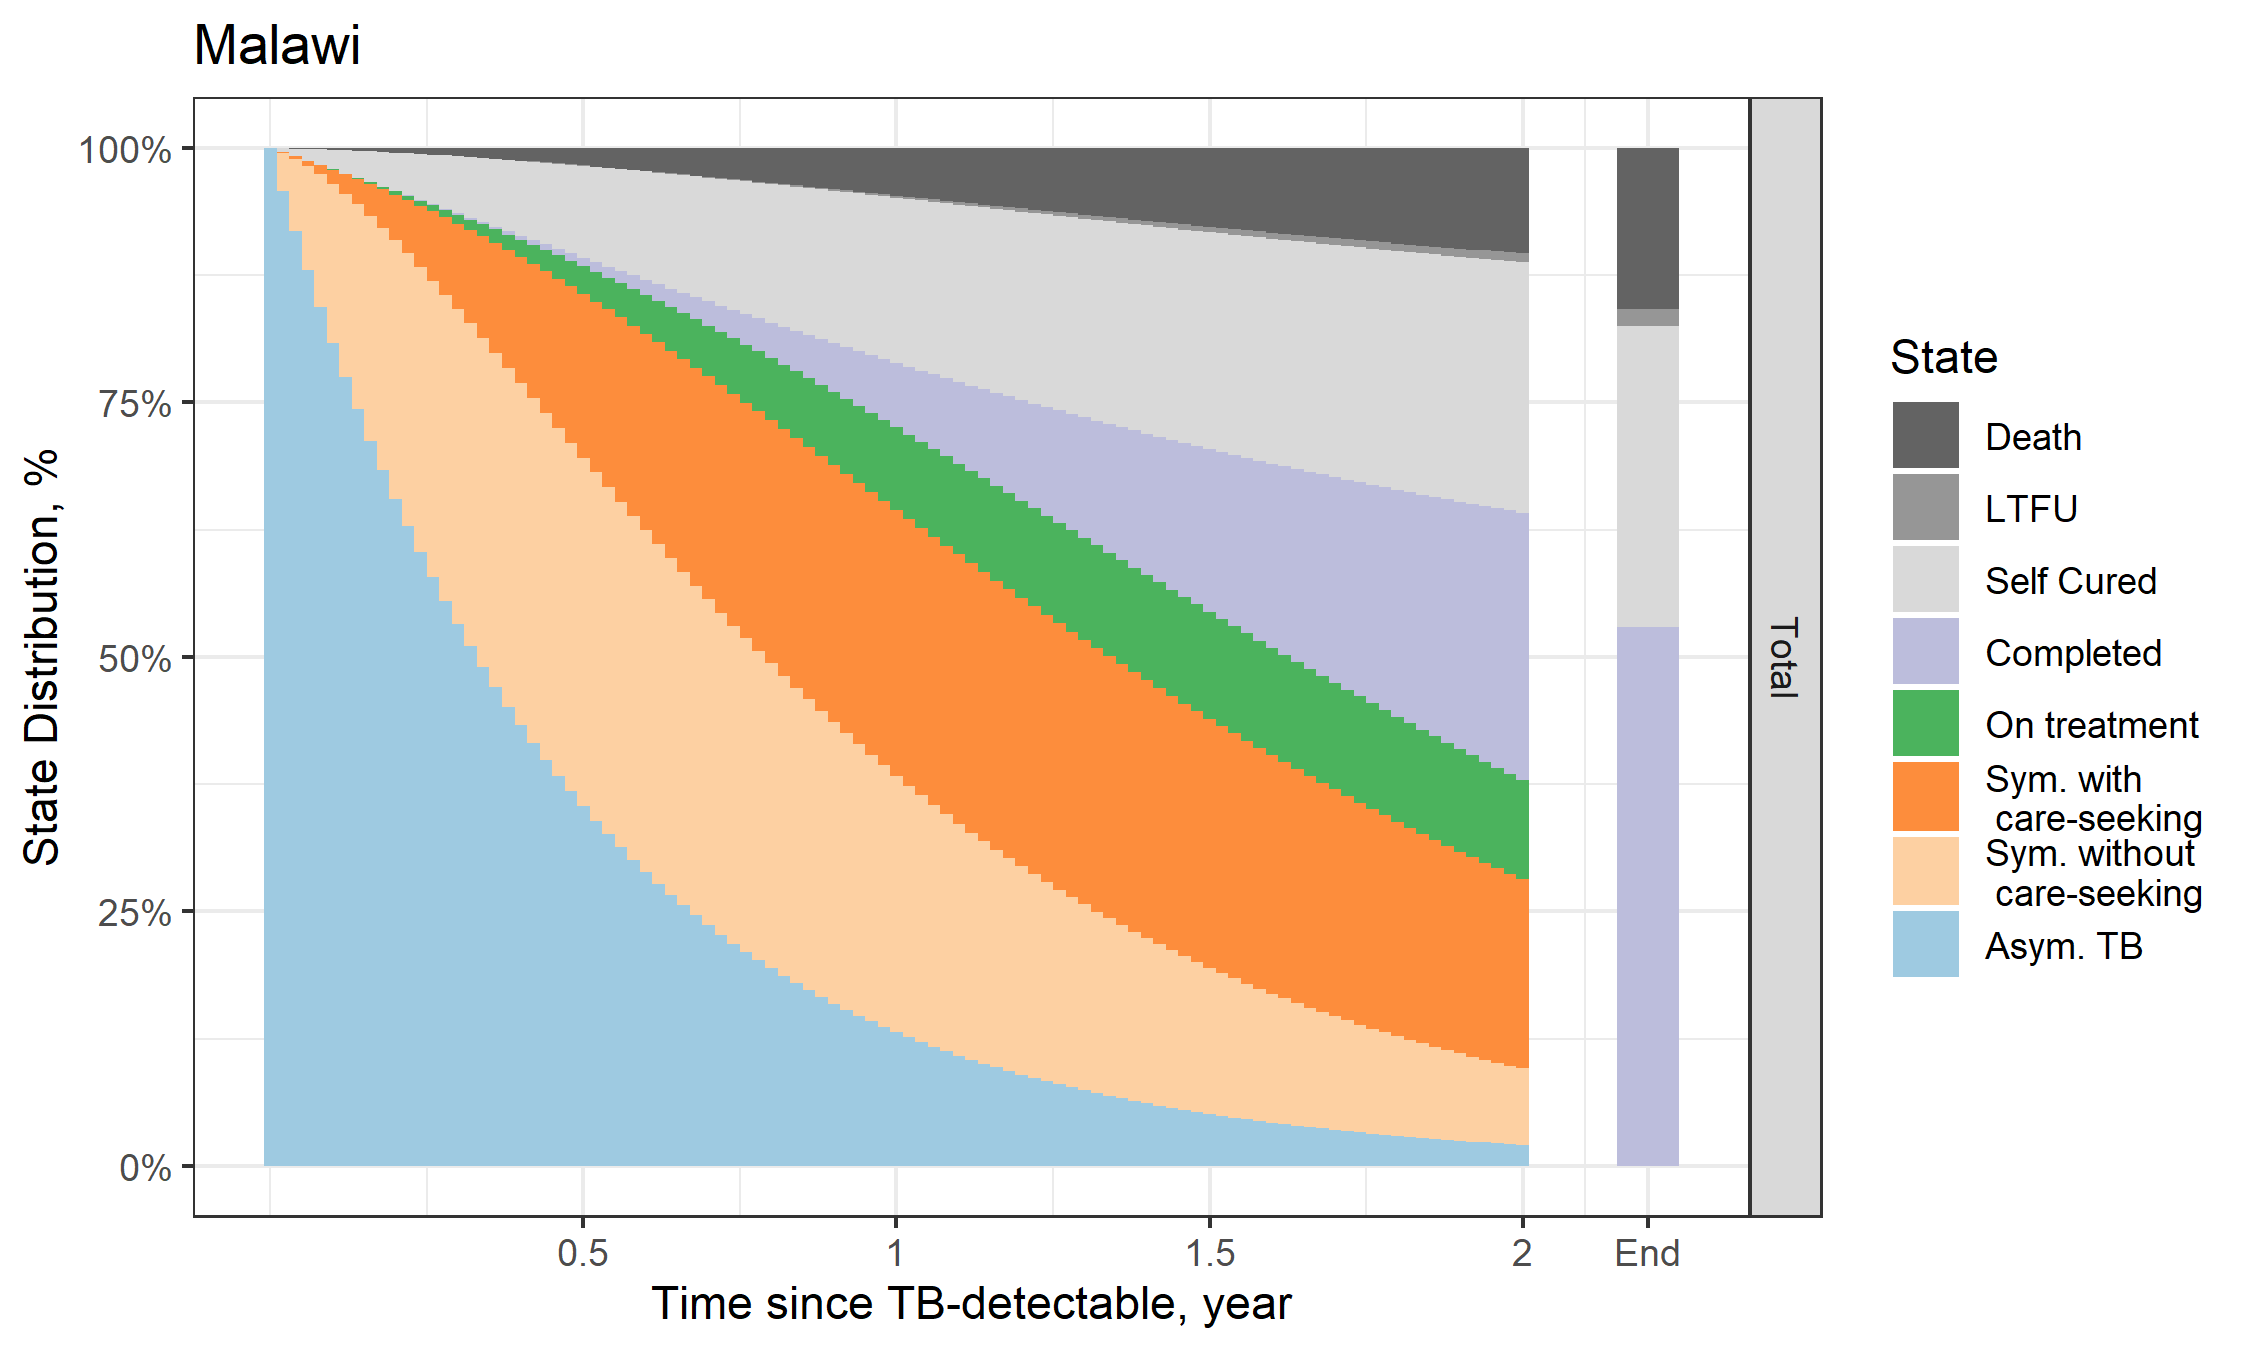 Malawi
State Distribution, %
100%
75%
50%
25%
0%
0.5
1
1.5
2
End
Time since TB-detectable, year
Total
State
Death
LTFU
Self Cured
Completed
On treatment
Sym. with
care-seeking
Sym. without
care-seeking
Asym. TB